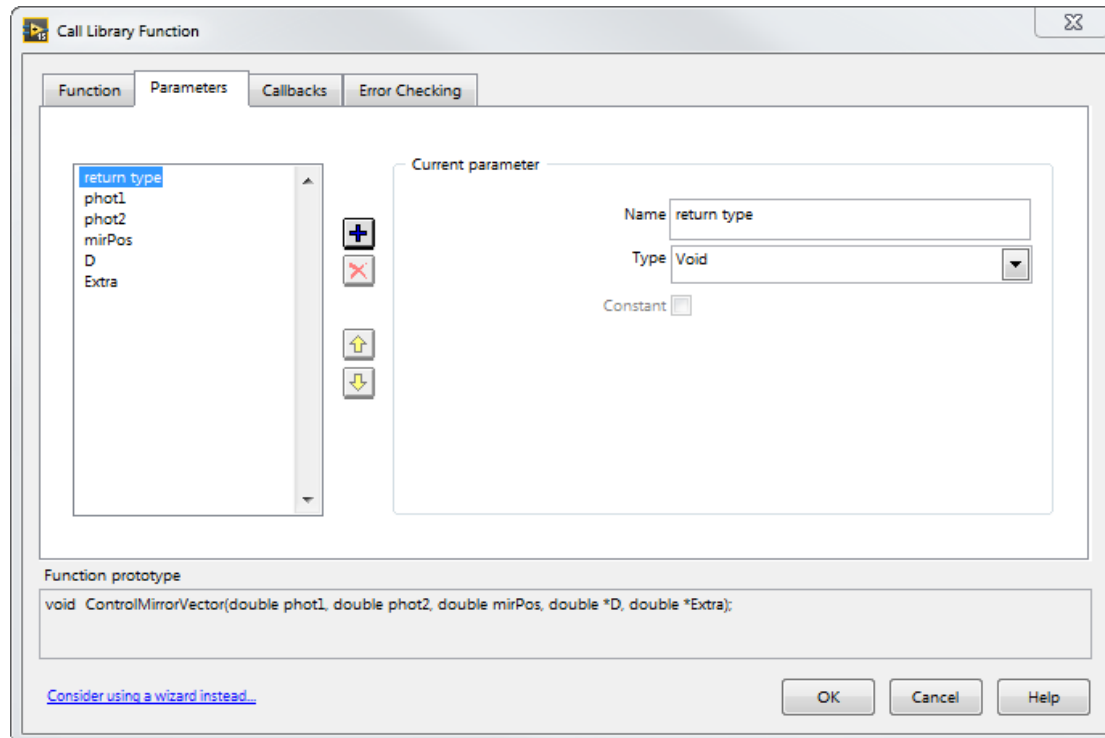 Call Library Function
Function Parameters Callbacks Error Checking
return type
phot1
phot2
mirPos
D
Extra
Current parameter
Name return type
Type Void
Constant
Function prototype
void ControlMirrorVector(double phot1, double phot2, double mirPos, double *D, double *Extra);
Consider using a wizard instead...
OK Cancel Help